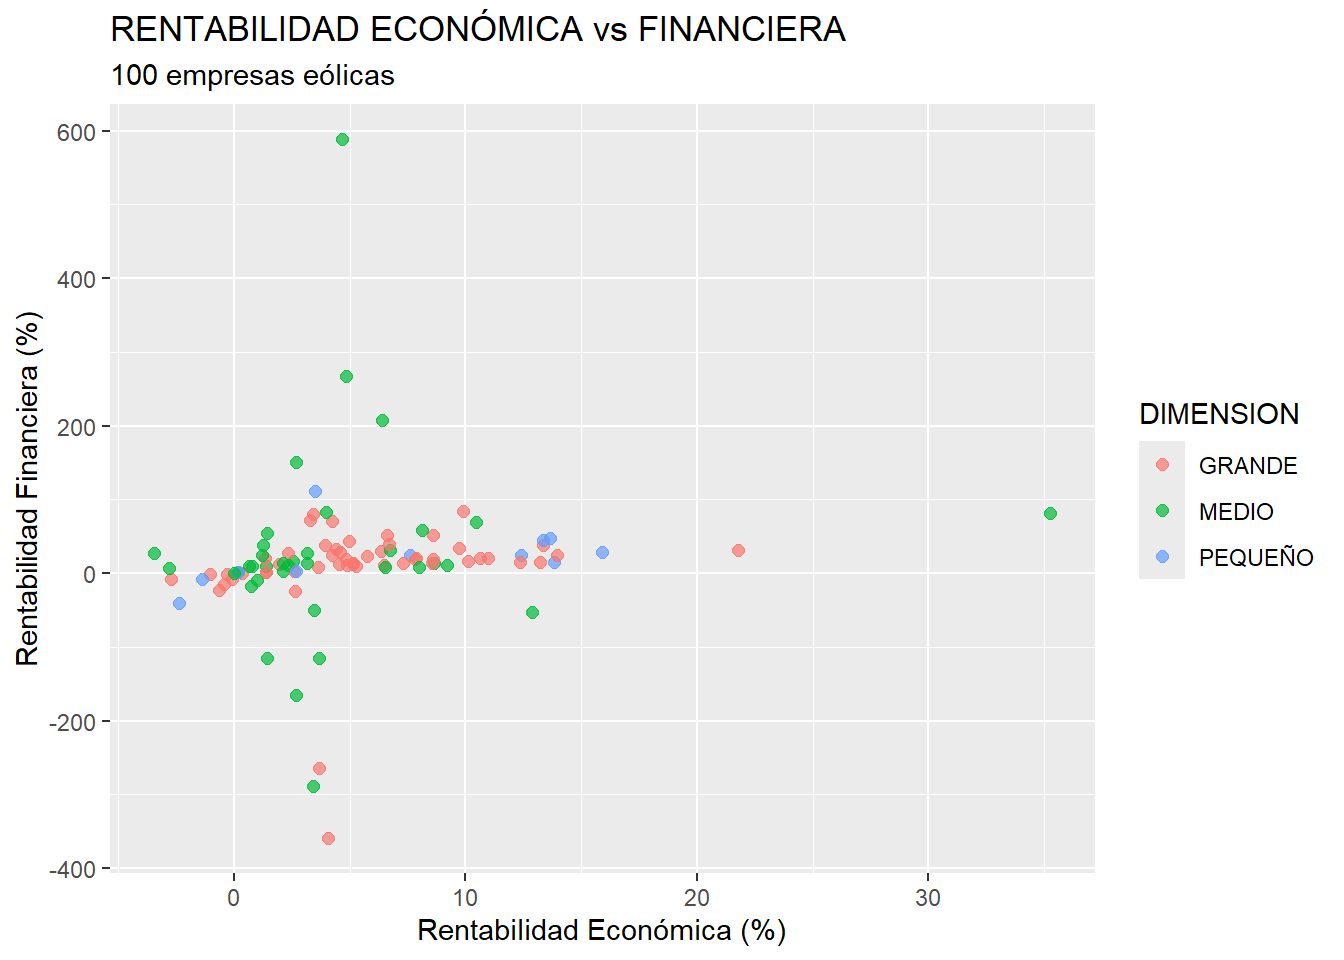 RENTABILIDAD ECONÓMICA vs FINANCIERA
100 empresas eólicas
600
400
200
0
-200
-400
Rentabilidad Financiera (%)
0 10 20 30
Rentabilidad Económica (%)
DIMENSION
GRANDE
MEDIO
PEQUEÑO